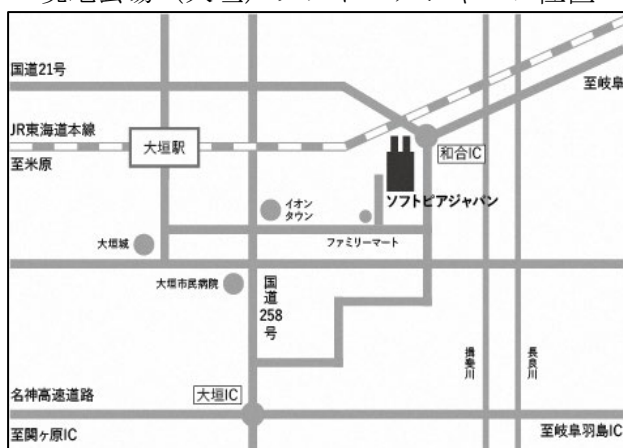 国道21号
至岐阜
JR東海道本線
大垣駅
和合IC
至米原
ソフトピアジャパン
イオン
タウン
ファミリーマート
大垣城
大垣市民病院
国道258号
揖斐川
長良川
名神高速道路
大垣IC
至関ヶ原IC
至岐阜羽島IC